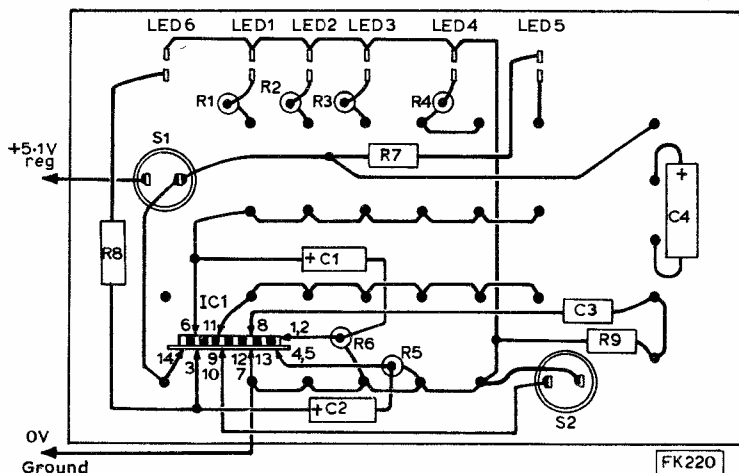 LED6 LED1 LED2 LED3 LED4 LED5
R1 R2 R3 R4
S1
+5·1V
reg
R7
+
C4
R8
+C1
IC1
C3
6 11 8 1,2
R6
R9
14 3 9 12 13 4,5
R5
10 7
+C2
S2
0V
Ground
FK220